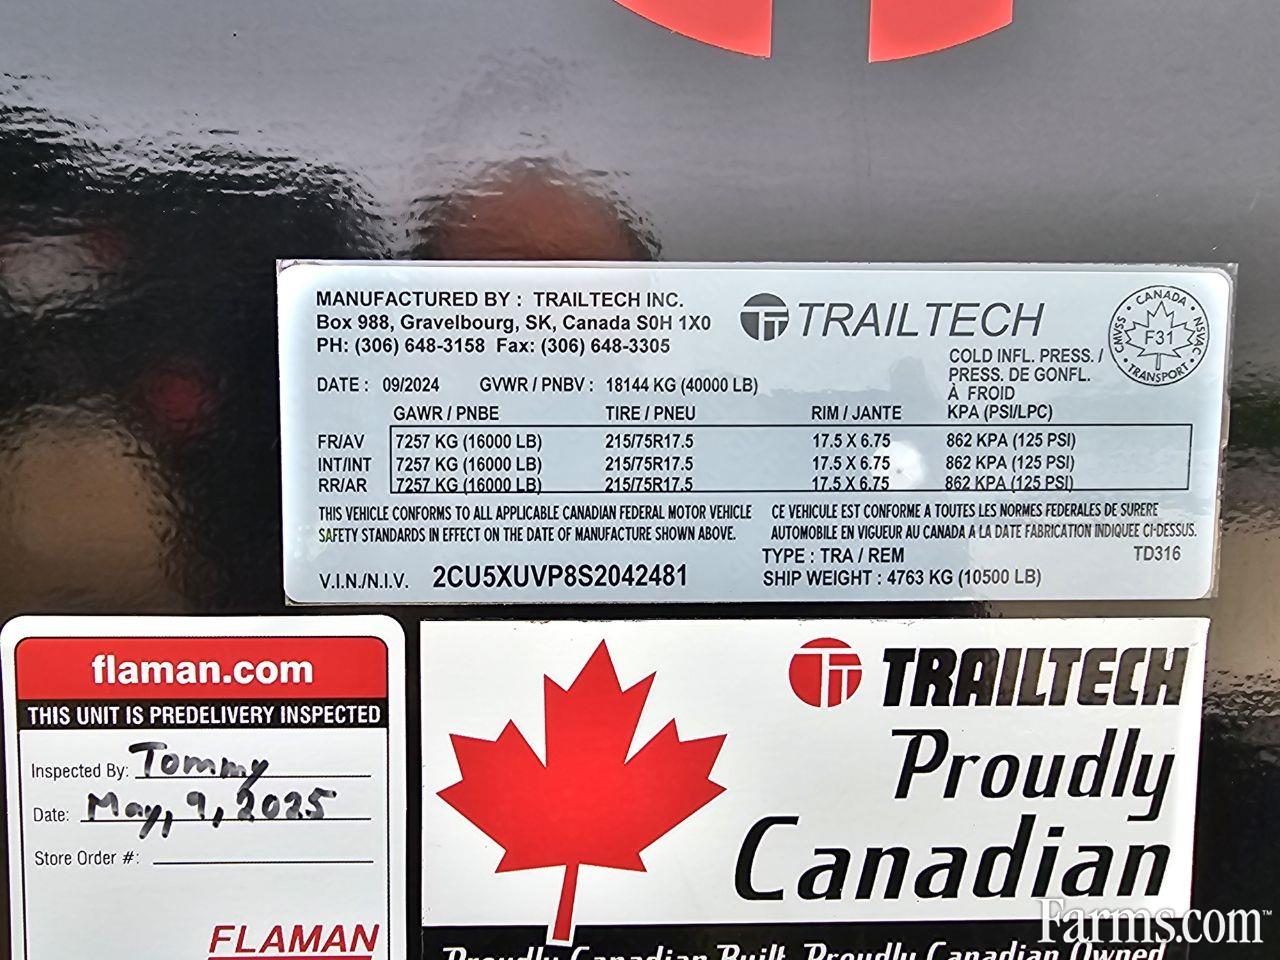 MANUFACTURED BY : TRAILTECH INC.
Box 988, Gravelbourg, SK, Canada S0H 1X0
PH: (306) 648-3158 Fax: (306) 648-3305
TRAILTECH
CANADA
CMVSS
NSVAC
F31
TRANSPORT
COLD INFL. PRESS. /
PRESS. DE GONFL.
À FROID
KPA (PSI/LPC)
DATE : 09/2024 GVWR / PNBV : 18144 KG (40000 LB)
GAWR / PNBE TIRE / PNEU RIM / JANTE
FR/AV 7257 KG (16000 LB) 215/75R17.5 17.5 X 6.75 862 KPA (125 PSI)
INT/INT 7257 KG (16000 LB) 215/75R17.5 17.5 X 6.75 862 KPA (125 PSI)
RR/AR 7257 KG (16000 LB) 215/75R17.5 17.5 X 6.75 862 KPA (125 PSI)
THIS VEHICLE CONFORMS TO ALL APPLICABLE CANADIAN FEDERAL MOTOR VEHICLE
SAFETY STANDARDS IN EFFECT ON THE DATE OF MANUFACTURE SHOWN ABOVE.
CE VEHICULE EST CONFORME A TOUTES LES NORMES FEDERALES DE SURERE
AUTOMOBILE EN VIGUEUR AU CANADA A LA DATE FABRICATION INDIQUEE CI-DESSUS.
TYPE : TRA / REM TD316
V.I.N./N.I.V. 2CU5XUVP8S2042481
SHIP WEIGHT : 4763 KG (10500 LB)
flaman.com
THIS UNIT IS PREDELIVERY INSPECTED
Inspected By: Tommy
Date: May, 9, 2025
Store Order #:
FLAMAN
TRAILTECH
Proudly
Canadian
Proudly Canadian Built, Proudly Canadian Owned
Farms.com™